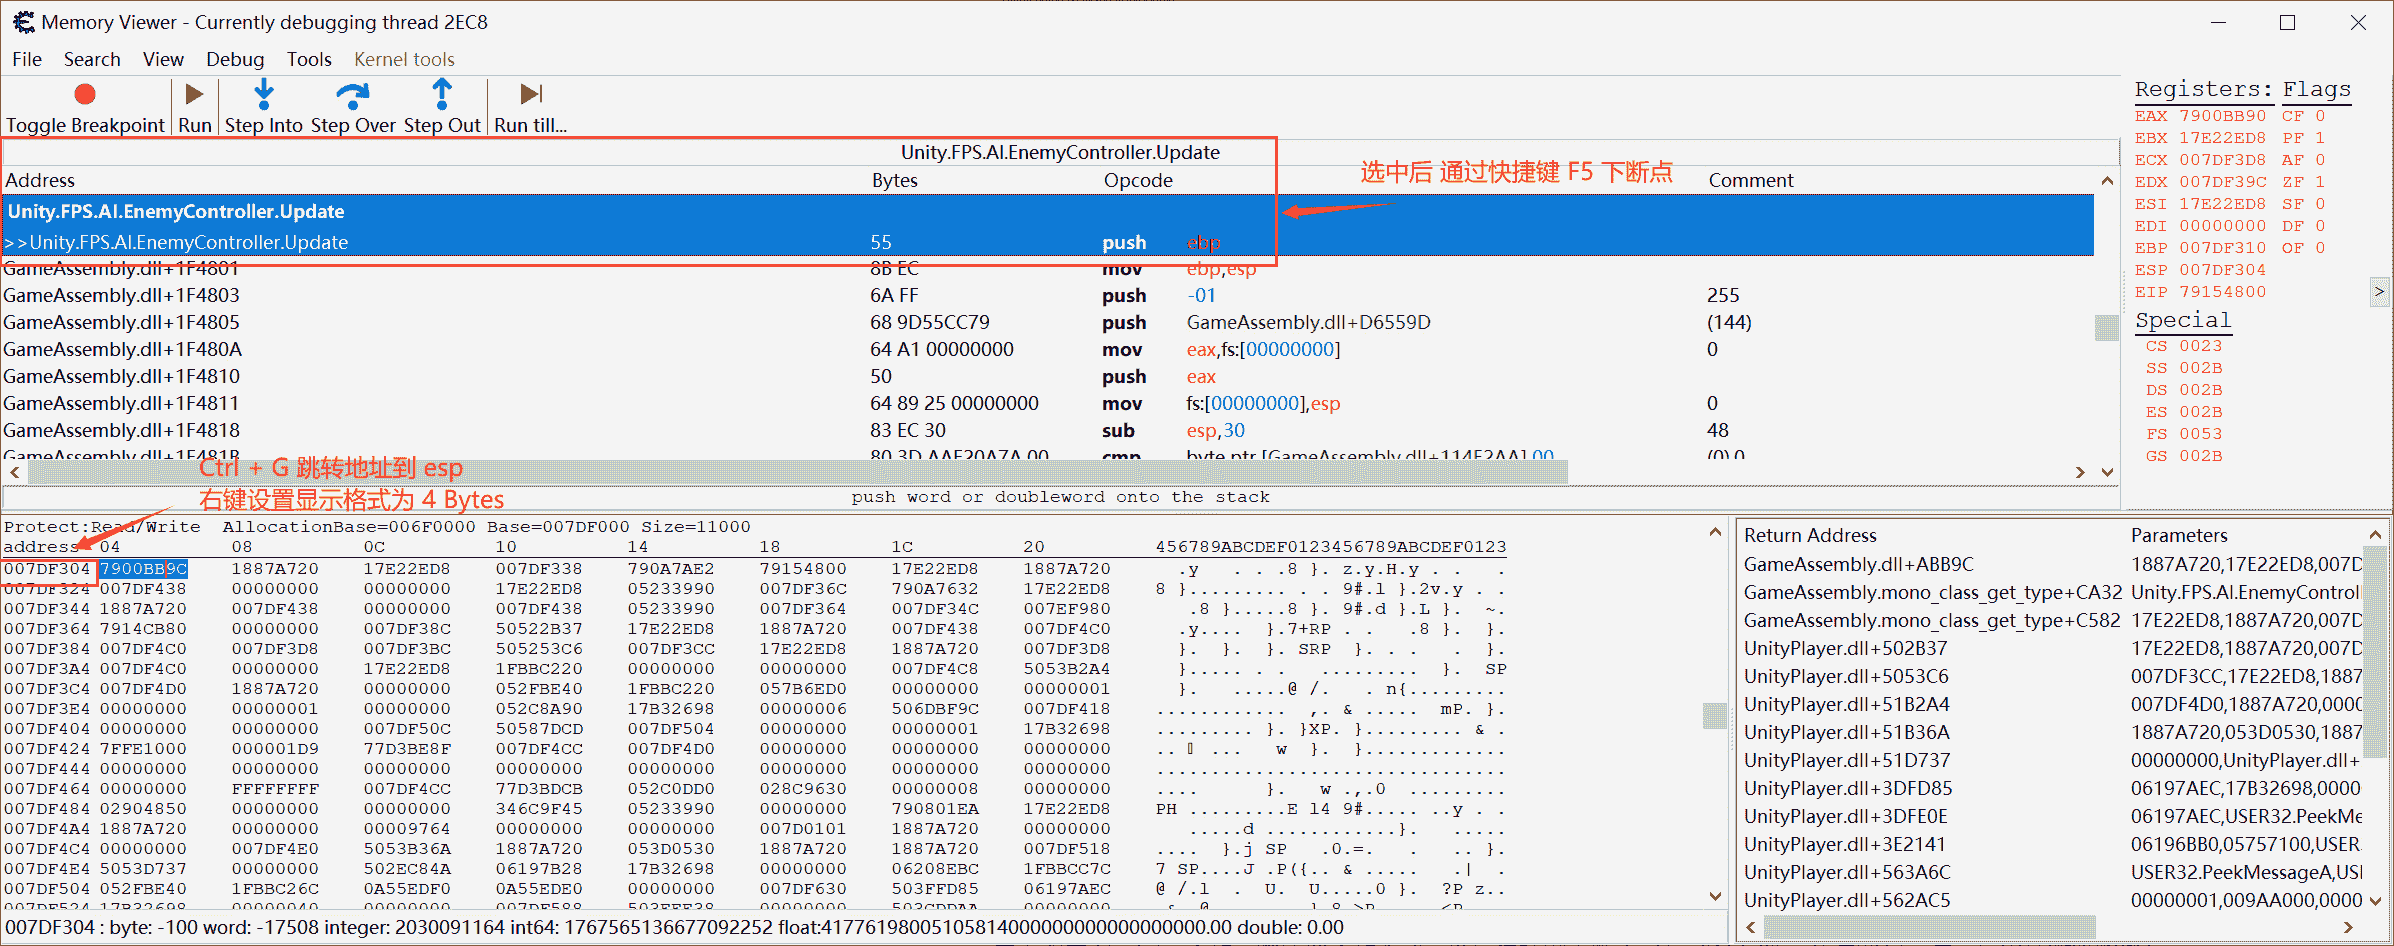 Memory Viewer - Currently debugging thread 2EC8
File Search View Debug Tools Kernel tools
Toggle Breakpoint Run Step Into Step Over Step Out Run till...
Unity.FPS.AI.EnemyController.Update
Address Bytes Opcode Comment
选中后 通过快捷键 F5 下断点
Unity.FPS.AI.EnemyController.Update
>>Unity.FPS.AI.EnemyController.Update 55 push ebp
GameAssembly.dll+1F4801 8B EC mov ebp,esp
GameAssembly.dll+1F4803 6A FF push -01 255
GameAssembly.dll+1F4805 68 9D55CC79 push GameAssembly.dll+D6559D (144)
GameAssembly.dll+1F480A 64 A1 00000000 mov eax,fs:[00000000] 0
GameAssembly.dll+1F4810 50 push eax
GameAssembly.dll+1F4811 64 89 25 00000000 mov fs:[00000000],esp 0
GameAssembly.dll+1F4818 83 EC 30 sub esp,30 48
GameAssembly.dll+1F481B 80 3D AAE20A7A 00 cmp byte ptr [GameAssembly.dll+114E2AA],00 (0) 0
Ctrl + G 跳转地址到 esp
右键设置显示格式为 4 Bytes
push word or doubleword onto the stack
Registers: Flags
EAX 7900BB90 CF 0
EBX 17E22ED8 PF 1
ECX 007DF3D8 AF 0
EDX 007DF39C ZF 1
ESI 17E22ED8 SF 0
EDI 00000000 DF 0
EBP 007DF310 OF 0
ESP 007DF304
EIP 79154800
>
Special
CS 0023
SS 002B
DS 002B
ES 002B
FS 0053
GS 002B
Protect:Read/Write AllocationBase=006F0000 Base=007DF000 Size=11000
address 04 08 0C 10 14 18 1C 20 456789ABCDEF0123456789ABCDEF0123
007DF304 7900BB9C 1887A720 17E22ED8 007DF338 790A7AE2 79154800 17E22ED8 1887A720
007DF324 007DF438 00000000 00000000 17E22ED8 05233990 007DF36C 790A7632 17E22ED8
007DF344 1887A720 007DF438 00000000 007DF438 05233990 007DF364 007DF34C 007EF980
007DF364 7914CB80 00000000 007DF38C 50522B37 17E22ED8 1887A720 007DF438 007DF4C0
007DF384 007DF4C0 007DF3D8 007DF3BC 505253C6 007DF3CC 17E22ED8 1887A720 007DF3D8
007DF3A4 007DF4C0 00000000 17E22ED8 1FBBC220 00000000 00000000 007DF4C8 5053B2A4
007DF3C4 007DF4D0 1887A720 00000000 052FBE40 1FBBC220 057B6ED0 00000000 00000001
007DF3E4 00000000 00000001 00000000 052C8A90 17B32698 00000006 506DBF9C 007DF418
007DF404 00000000 00000000 007DF50C 50587DCD 007DF504 00000000 00000001 17B32698
007DF424 7FFE1000 000001D9 77D3BE8F 007DF4CC 007DF4D0 00000000 00000000 00000000
007DF444 00000000 00000000 00000000 00000000 00000000 00000000 00000000 00000000
007DF464 00000000 FFFFFFFF 007DF4CC 77D3BDCB 052C0DD0 028C9630 00000008 00000000
007DF484 02904850 00000000 00000000 346C9F45 05233990 00000000 790801EA 17E22ED8
007DF4A4 1887A720 00000000 00009764 00000000 00000000 007D0101 1887A720 00000000
007DF4C4 00000000 007DF4E0 5053B36A 1887A720 053D0530 1887A720 1887A720 007DF518
007DF4E4 5053D737 00000000 502EC84A 06197B28 17B32698 00000000 06208EBC 1FBBCC7C
007DF504 052FBE40 1FBBC26C 0A55EDF0 0A55EDE0 00000000 007DF630 503FFD85 06197AEC
Return Address Parameters
GameAssembly.dll+ABB9C 1887A720,17E22ED8,007D
GameAssembly.mono_class_get_type+CA32 Unity.FPS.AI.EnemyControll
GameAssembly.mono_class_get_type+C582 17E22ED8,1887A720,007D
UnityPlayer.dll+502B37 17E22ED8,1887A720,007D
UnityPlayer.dll+5053C6 007DF3CC,17E22ED8,1887
UnityPlayer.dll+51B2A4 007DF4D0,1887A720,0000
UnityPlayer.dll+51B36A 1887A720,053D0530,1887
UnityPlayer.dll+51D737 00000000,UnityPlayer.dll+
UnityPlayer.dll+3DFD85 06197AEC,17B32698,0000
UnityPlayer.dll+3DFE0E 06197AEC,USER32.PeekMe
UnityPlayer.dll+3E2141 06196BB0,05757100,USER
UnityPlayer.dll+563A6C USER32.PeekMessageA,USI
UnityPlayer.dll+562AC5 00000001,009AA000,0000
007DF304 : byte: -100 word: -17508 integer: 2030091164 int64: 1767565136677092252 float:41776198005105814000000000000000000.00 double: 0.00